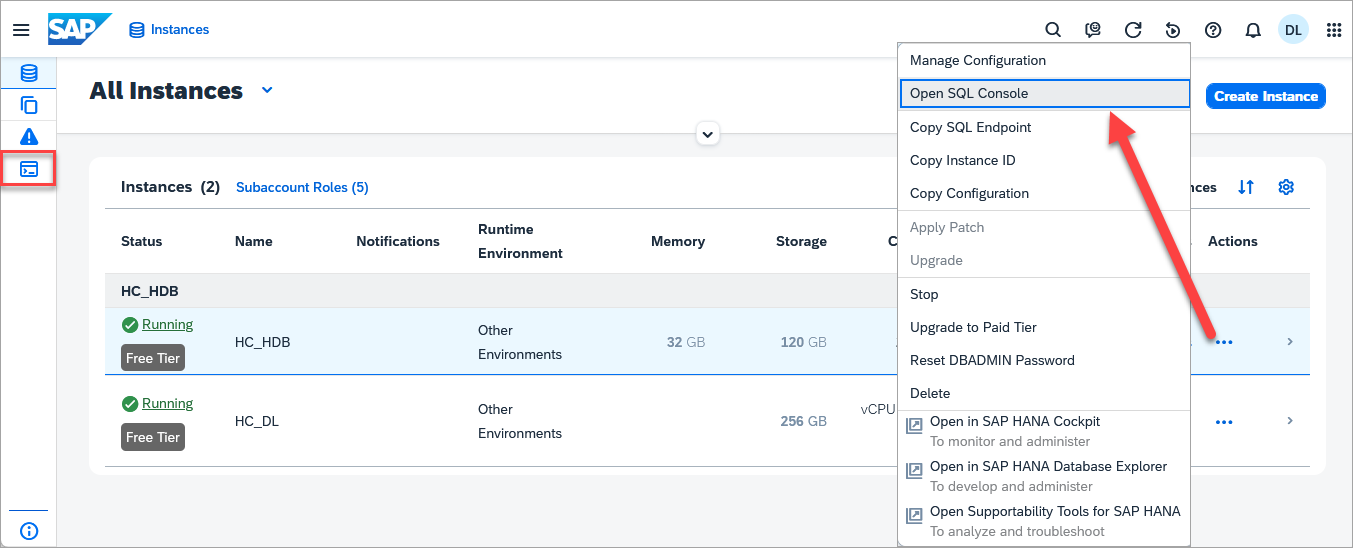 SAP
Instances
DL
All Instances
Create Instance
Instances (2)
Subaccount Roles (5)
Status
Name
Notifications
Runtime
Environment
Memory
Storage
Actions
HC_HDB
Running
Free Tier
HC_HDB
Other
Environments
32 GB
120 GB
Running
Free Tier
HC_DL
Other
Environments
256 GB
vCPU
Manage Configuration
Open SQL Console
Copy SQL Endpoint
Copy Instance ID
Copy Configuration
Apply Patch
Upgrade
Stop
Upgrade to Paid Tier
Reset DBADMIN Password
Delete
Open in SAP HANA Cockpit
To monitor and administer
Open in SAP HANA Database Explorer
To develop and administer
Open Supportability Tools for SAP HANA
To analyze and troubleshoot